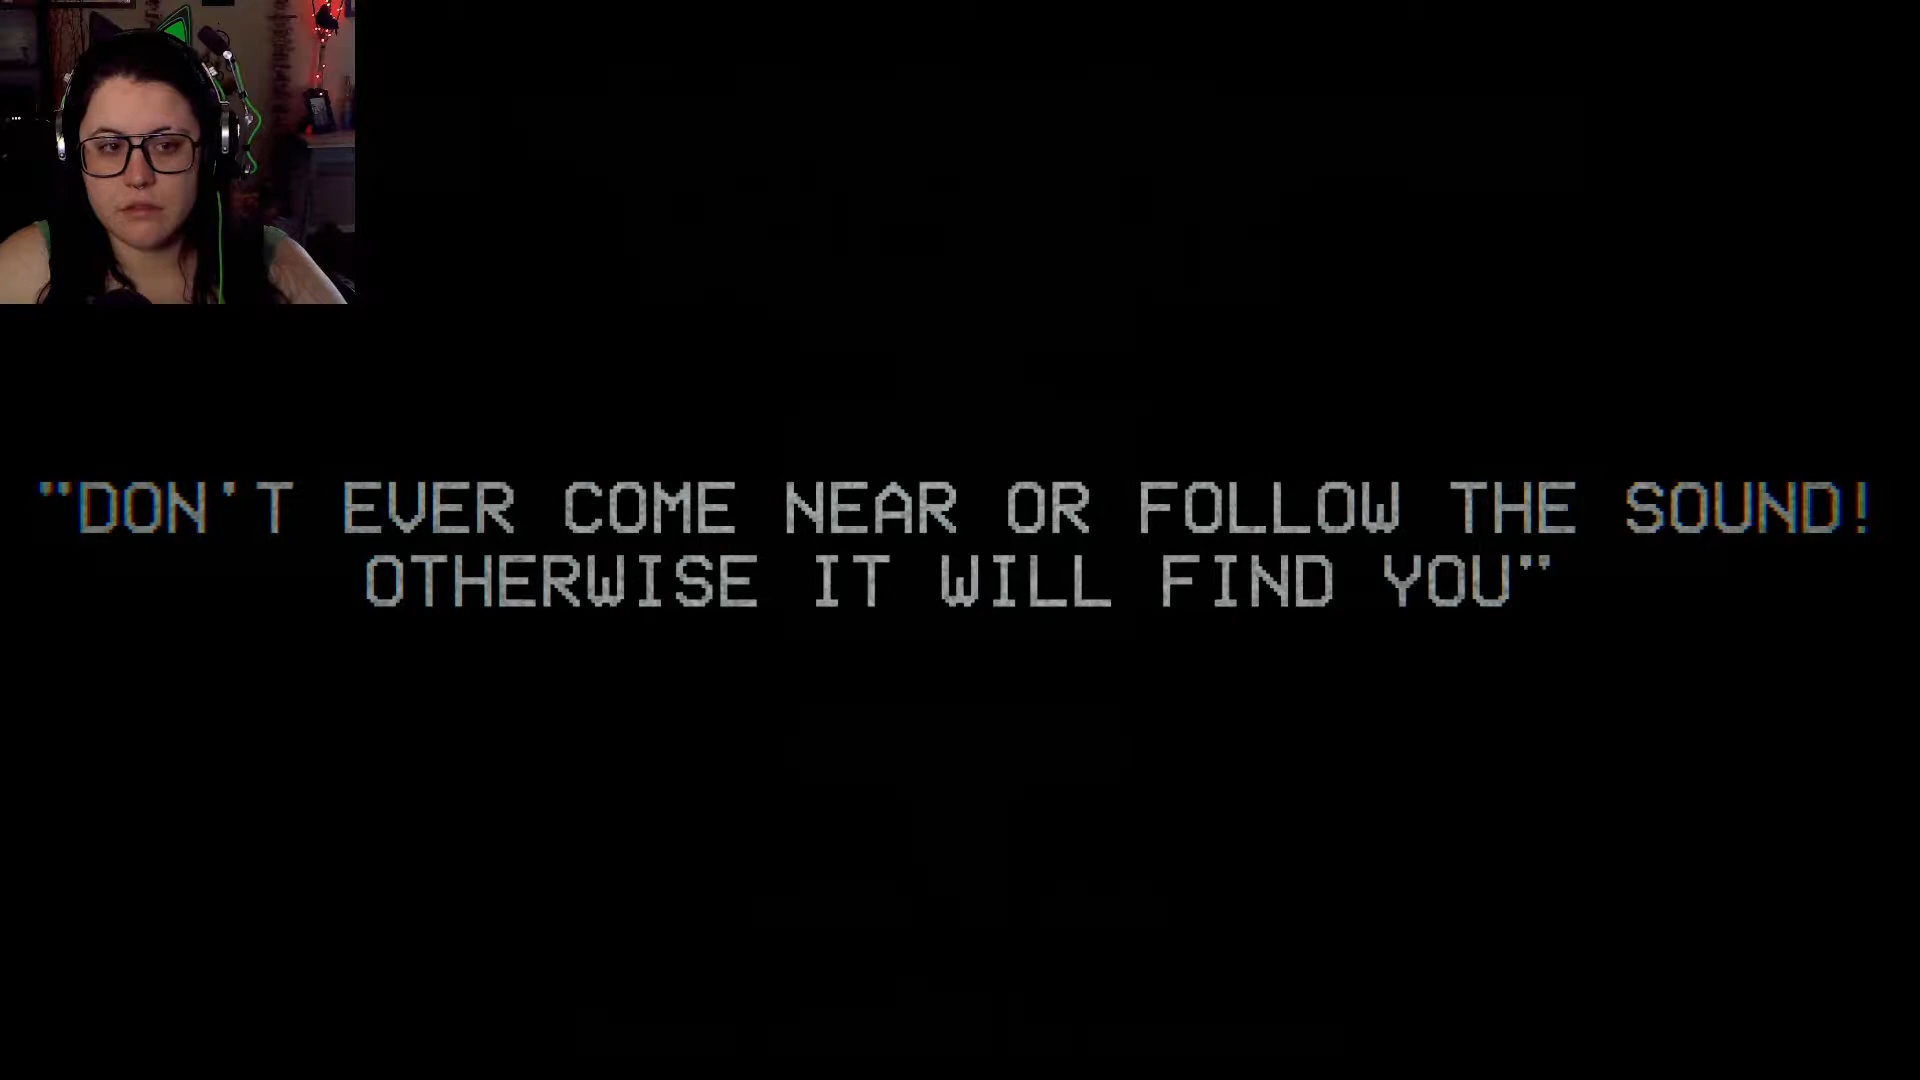 "DON'T EVER COME NEAR OR FOLLOW THE SOUND!
OTHERWISE IT WILL FIND YOU"